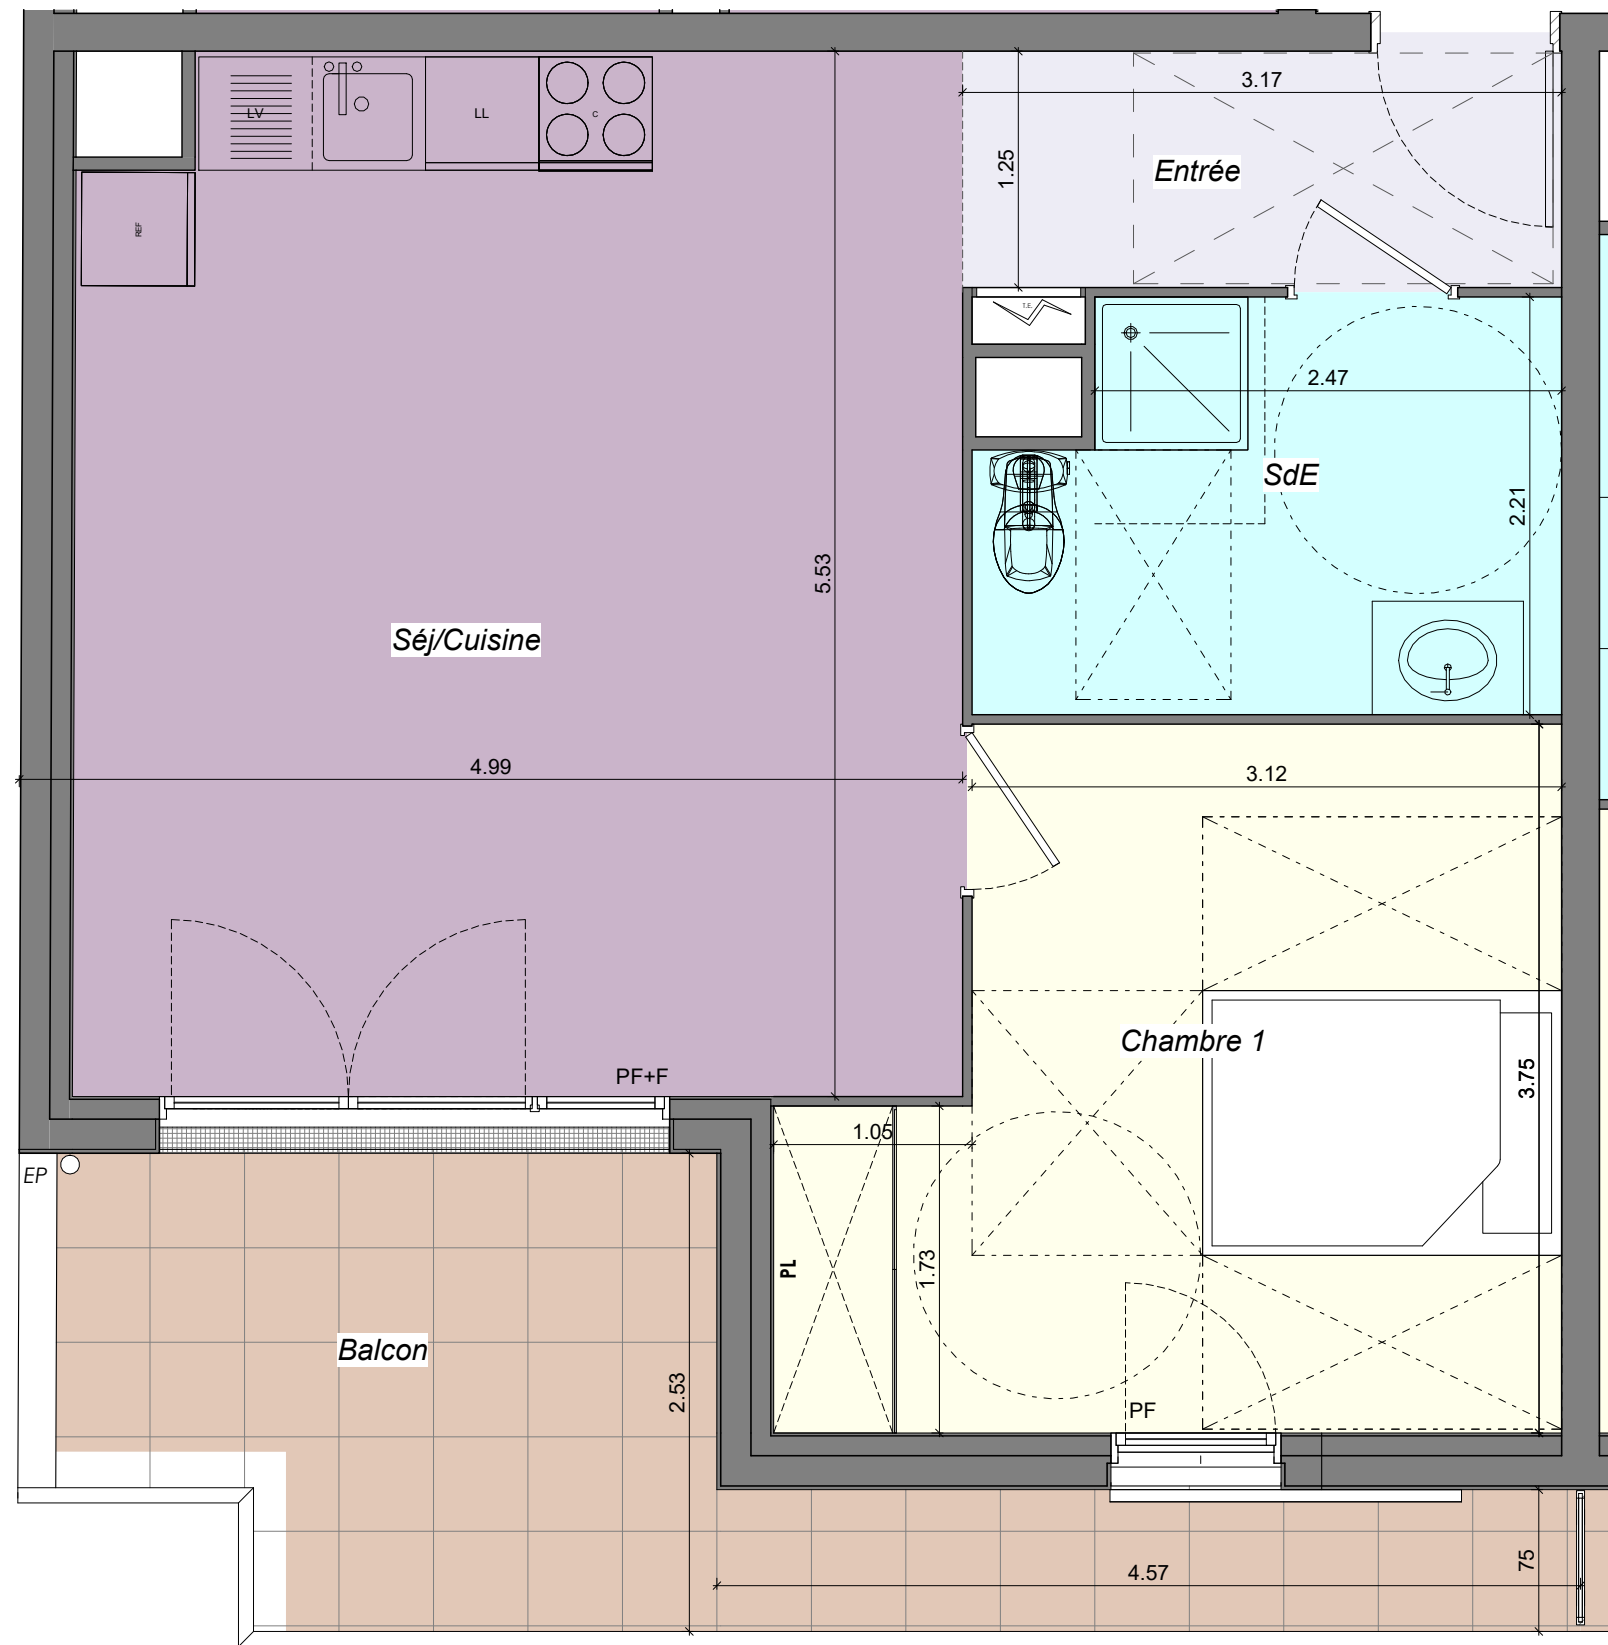 3.17
LV
LL
C
1.25
Entrée
REF
T.E.
2.47
SdE
2.21
5.53
Séj/Cuisine
4.99
3.12
Chambre 1
PF+F
3.75
1.05
EP
PL
1.73
Balcon
2.53
PF
4.57
75